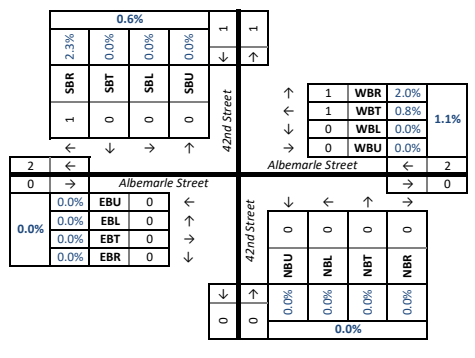 0.6%
2.3% 0.0% 0.0% 0.0% 1 1
↓ ↑
SBR SBT SBL SBU
1 0 0 0
← ↓ → ↑
42nd Street
↑ 1 WBR 2.0%
← 1 WBT 0.8%
↓ 0 WBL 0.0%
→ 0 WBU 0.0%
1.1%
2 ← Albemarle Street ← 2
0 → Albemarle Street → 0
0.0%
0.0% EBU 0 ←
0.0% EBL 0 ↑
0.0% EBT 0 →
0.0% EBR 0 ↓
42nd Street
↓ ← ↑ →
0 0 0 0
NBU NBL NBT NBR
↓ ↑
0 0 0.0% 0.0% 0.0% 0.0%
0.0%